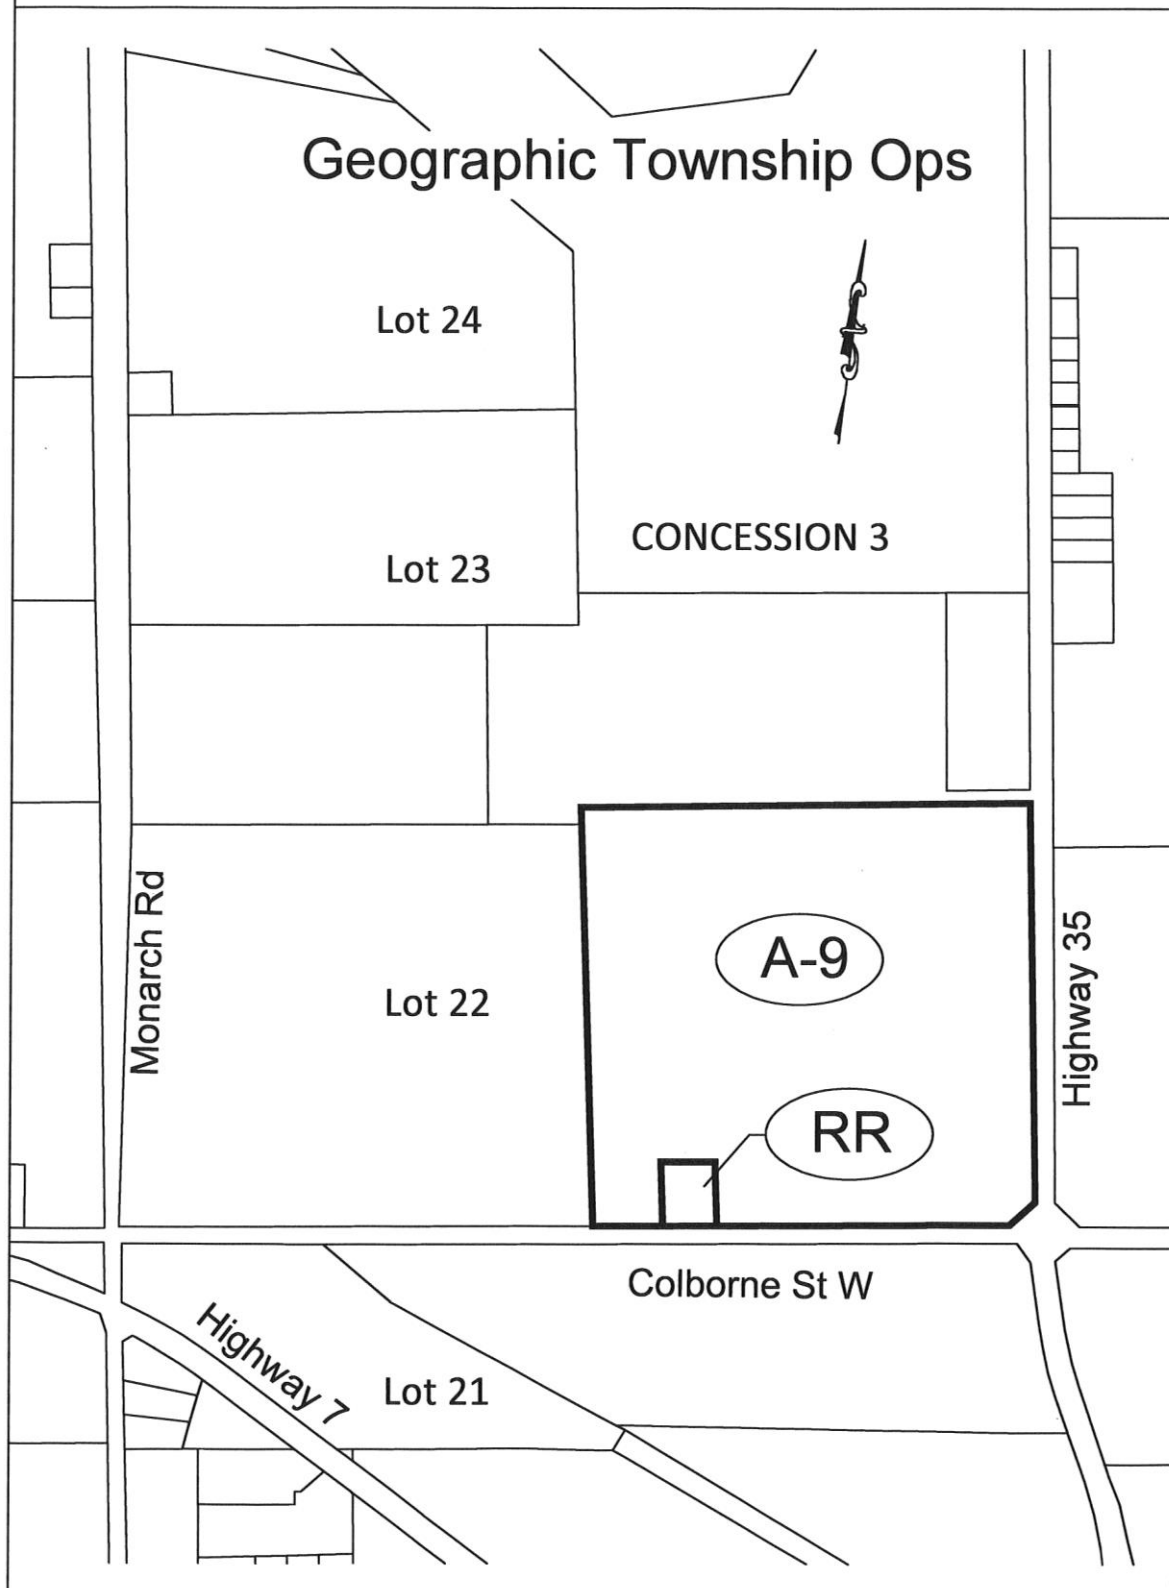 Geographic Township Ops
Lot 24
CONCESSION 3
Lot 23
Monarch Rd
Lot 22
A-9
Highway 35
RR
Colborne St W
Highway 7
Lot 21